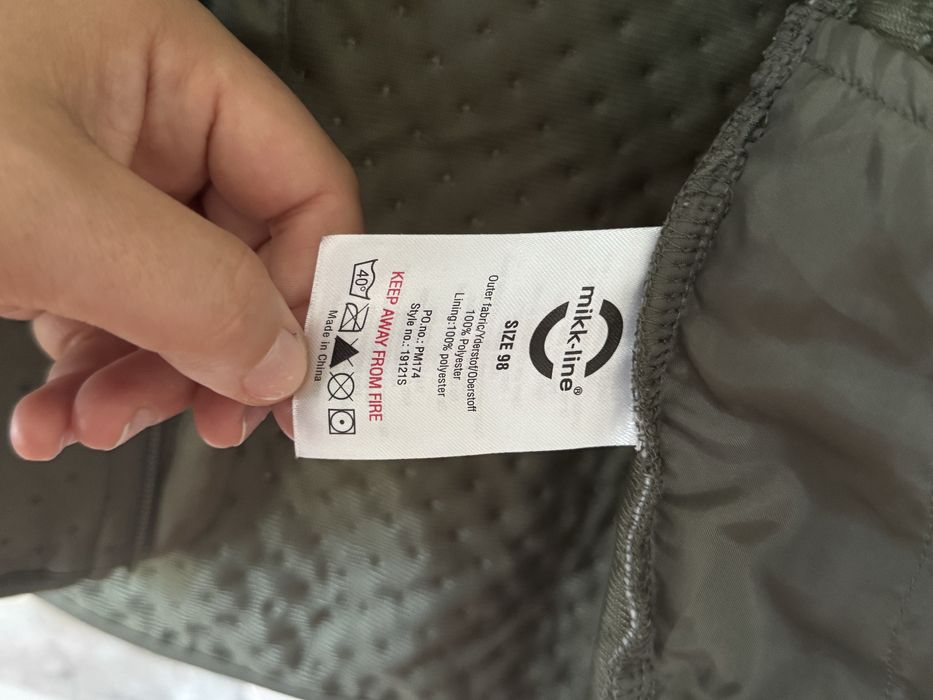 mikk-line®
SIZE 98
Outer fabric/Yderstof/Oberstoff
100% Polyester
Lining:100% polyester
PO.no.: PM174
Style no.: 19121S
KEEP AWAY FROM FIRE
40°
Made in China